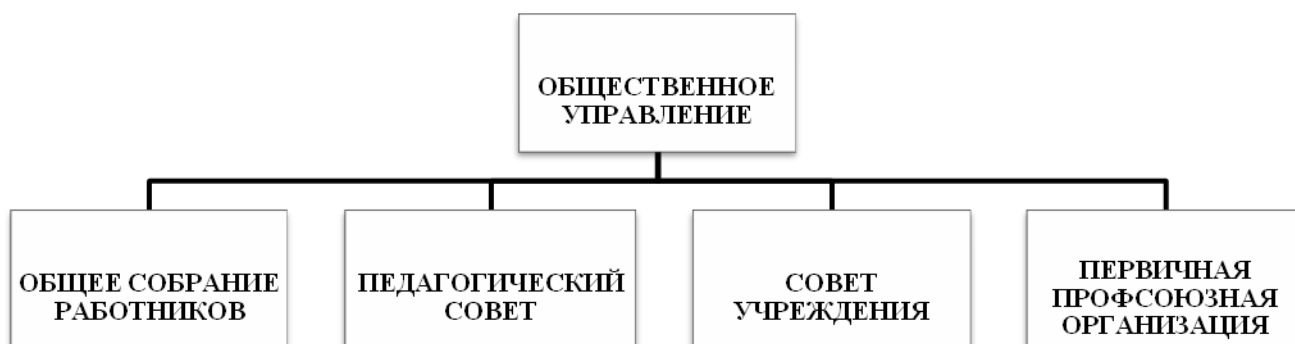 ОБЩЕСТВЕННОЕ
УПРАВЛЕНИЕ
ОБЩЕЕ СОБРАНИЕ
РАБОТНИКОВ
ПЕДАГОГИЧЕСКИЙ
СОВЕТ
СОВЕТ
УЧРЕЖДЕНИЯ
ПЕРВИЧНАЯ
ПРОФСОЮЗНАЯ
ОРГАНИЗАЦИЯ